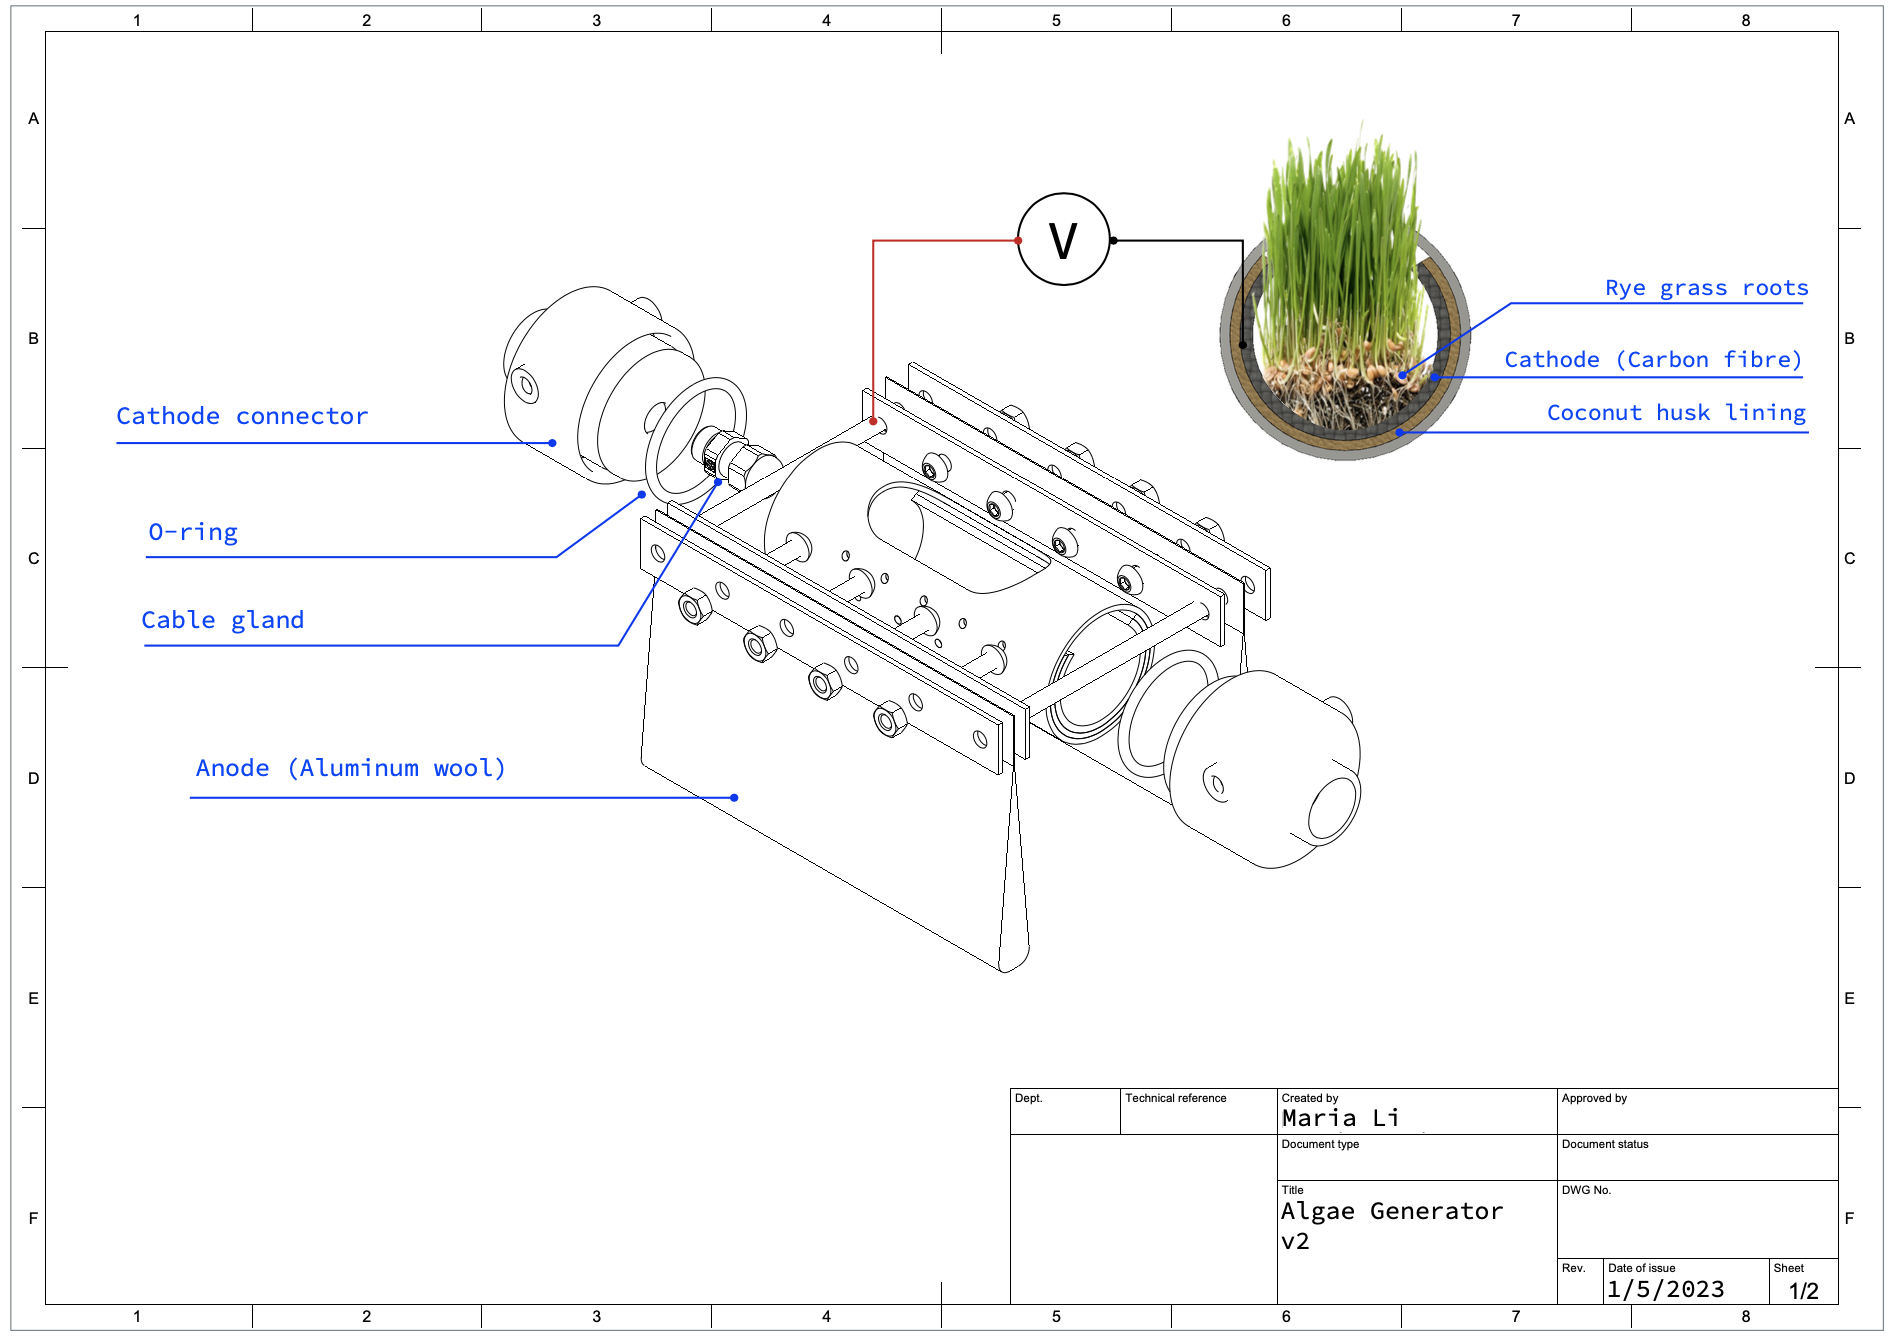 1 2 3 4 5 6 7 8
A A
V
Rye grass roots
B B
Cathode (Carbon fibre)
Cathode connector
Coconut husk lining
O-ring
C C
Cable gland
Anode (Aluminum wool)
D D
E E
Dept. Technical reference Created by Approved by
Maria Li
Document type Document status
Title DWG No.
Algae Generator
v2
F F
Rev. Date of issue Sheet
1/5/2023 1/2
1 2 3 4 5 6 7 8